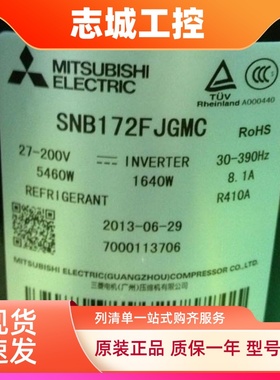 志城工控
MITSUBISHI
ELECTRIC
TÜV
Rheinland A000440
SNB172FJGMC
RoHS
27-200V INVERTER 30-390Hz
5460W 1640W 8.1A
REFRIGERANT R410A
2013-06-29
7000113706
MITSUBISHI ELECTRIC(GUANGZHOU)COMPRESSOR CO.,LTD.
三菱电机(广州)压缩机有限公司
现货
速发
列清单一站式购齐服务
原装正品 质保一年 型号